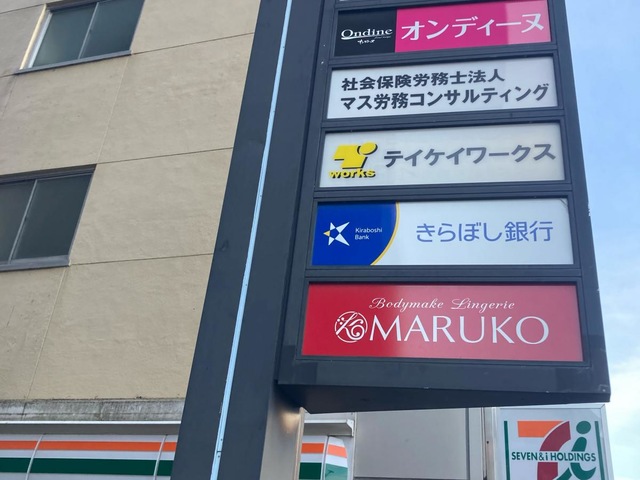 Ondine
オンディーヌ
社会保険労務士法人
マス労務コンサルティング
works
テイケイワークス
Kiraboshi
Bank
きらぼし銀行
Bodymake Lingerie
MARUKO
SEVEN&i HOLDINGS